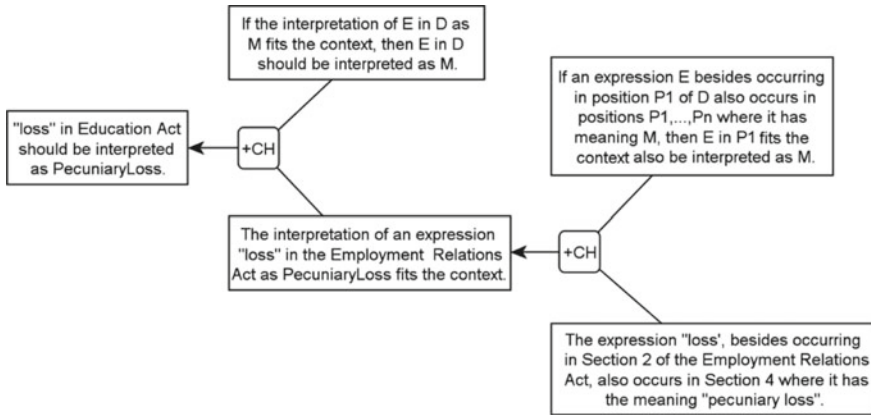 If the interpretation of E in D as
M fits the context, then E in D
should be interpreted as M.
If an expression E besides occurring
in position P1 of D also occurs in
positions P1,...,Pn where it has
meaning M, then E in P1 fits the
context also be interpreted as M.
"loss" in Education Act
should be interpreted
as PecuniaryLoss.
+CH
The interpretation of an expression
"loss" in the Employment Relations
Act as PecuniaryLoss fits the context.
+CH
The expression "loss', besides occurring
in Section 2 of the Employment Relations
Act, also occurs in Section 4 where it has
the meaning "pecuniary loss".